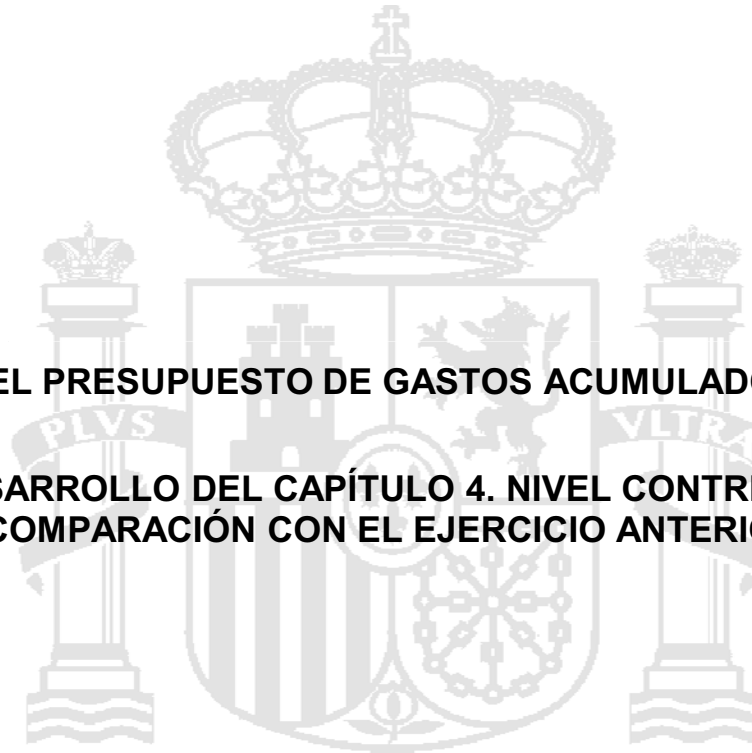 EL PRESUPUESTO DE GASTOS ACUMULAD
PLVS VLTRA
SARROLLO DEL CAPÍTULO 4. NIVEL CONTR
COMPARACIÓN CON EL EJERCICIO ANTERI